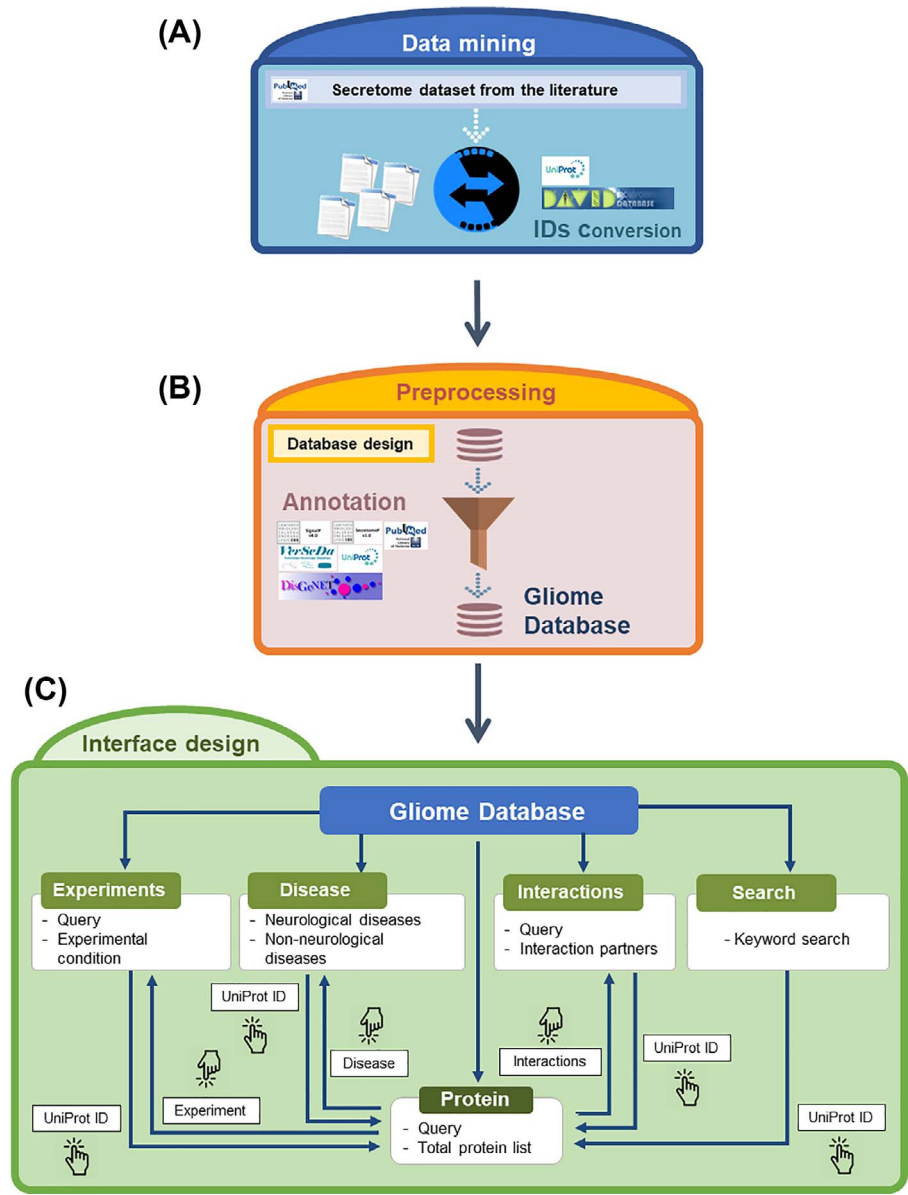 (A)
Data mining
PubMed
Secretome dataset from the literature
UniProt
DAVID
DATABASE
IDs Conversion
(B)
Preprocessing
Database design
Annotation
SignalP
v4.0
SecretomeP
PubMed
VerSeDa
UniProt
DisGeNET
Gliome
Database
(C)
Interface design
Gliome Database
Experiments
- Query
- Experimental
condition
Disease
- Neurological diseases
- Non-neurological
diseases
Interactions
- Query
- Interaction partners
Search
- Keyword search
UniProt ID
Disease
Interactions
UniProt ID
Experiment
UniProt ID
UniProt ID
Protein
- Query
- Total protein list